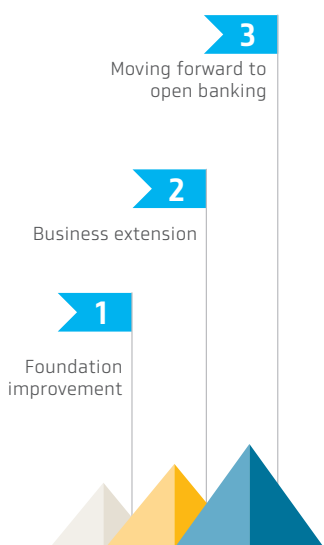 3
Moving forward to
open banking
2
Business extension
1
Foundation
improvement